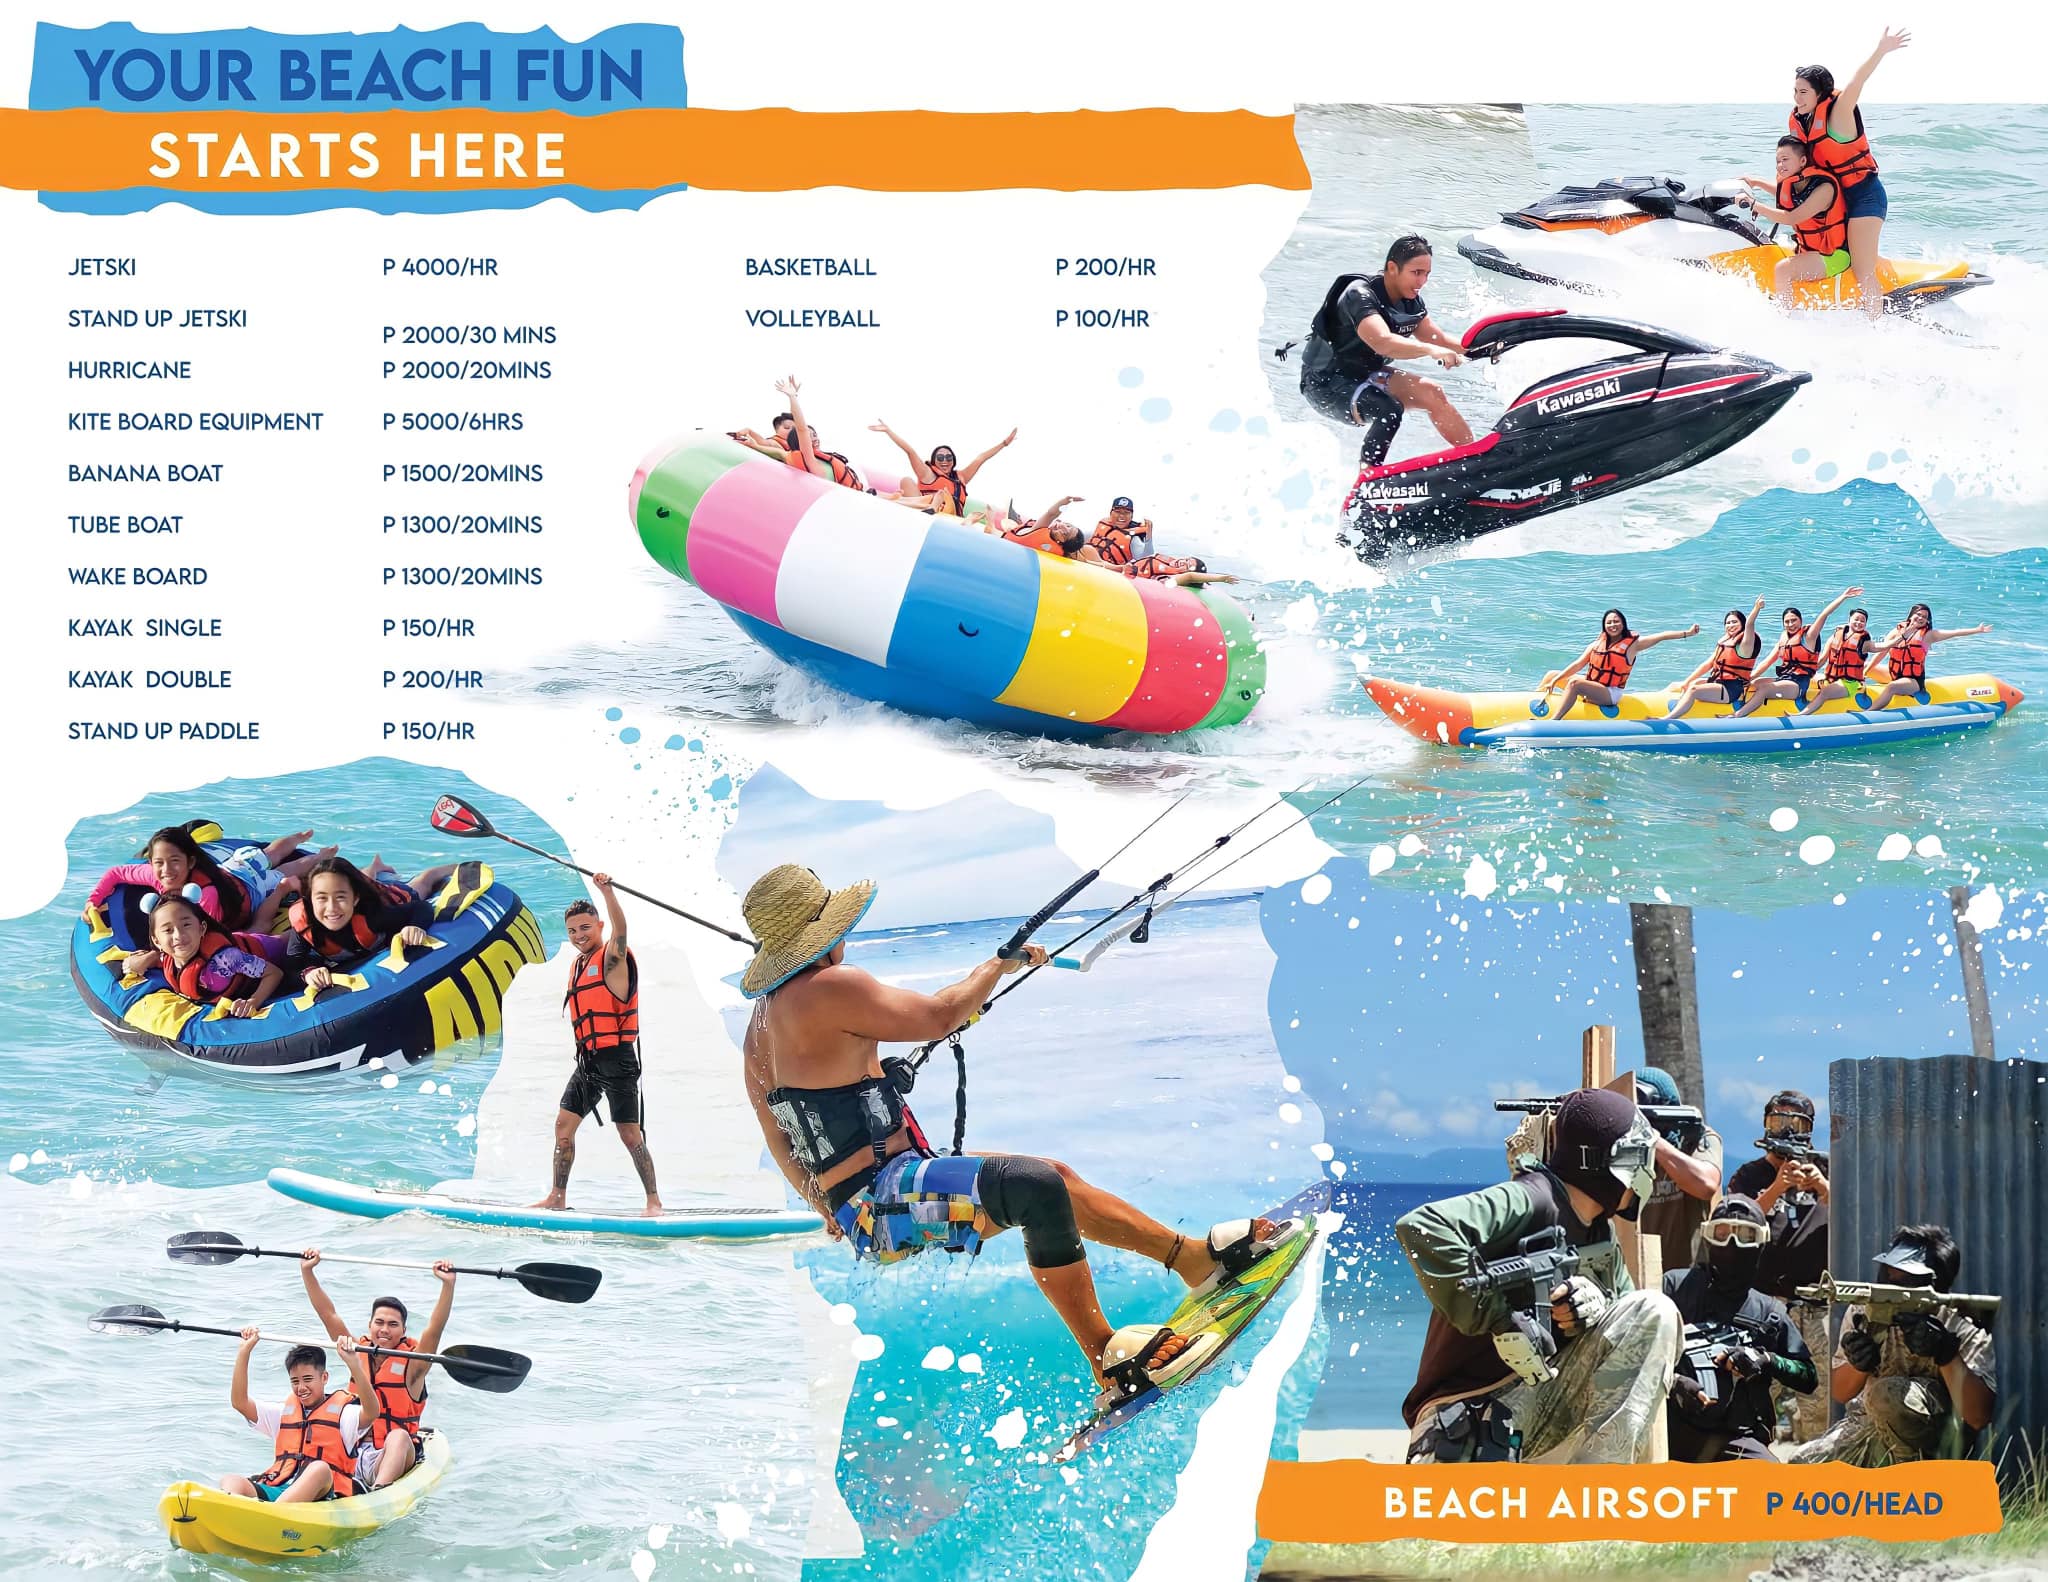 YOUR BEACH FUN
STARTS HERE
JETSKI P 4000/HR
STAND UP JETSKI P 2000/30 MINS
HURRICANE P 2000/20MINS
KITE BOARD EQUIPMENT P 5000/6HRS
BANANA BOAT P 1500/20MINS
TUBE BOAT P 1300/20MINS
WAKE BOARD P 1300/20MINS
KAYAK SINGLE P 150/HR
KAYAK DOUBLE P 200/HR
STAND UP PADDLE P 150/HR
BASKETBALL P 200/HR
VOLLEYBALL P 100/HR
Kawasaki
Kawasaki
BEACH AIRSOFT P 400/HEAD